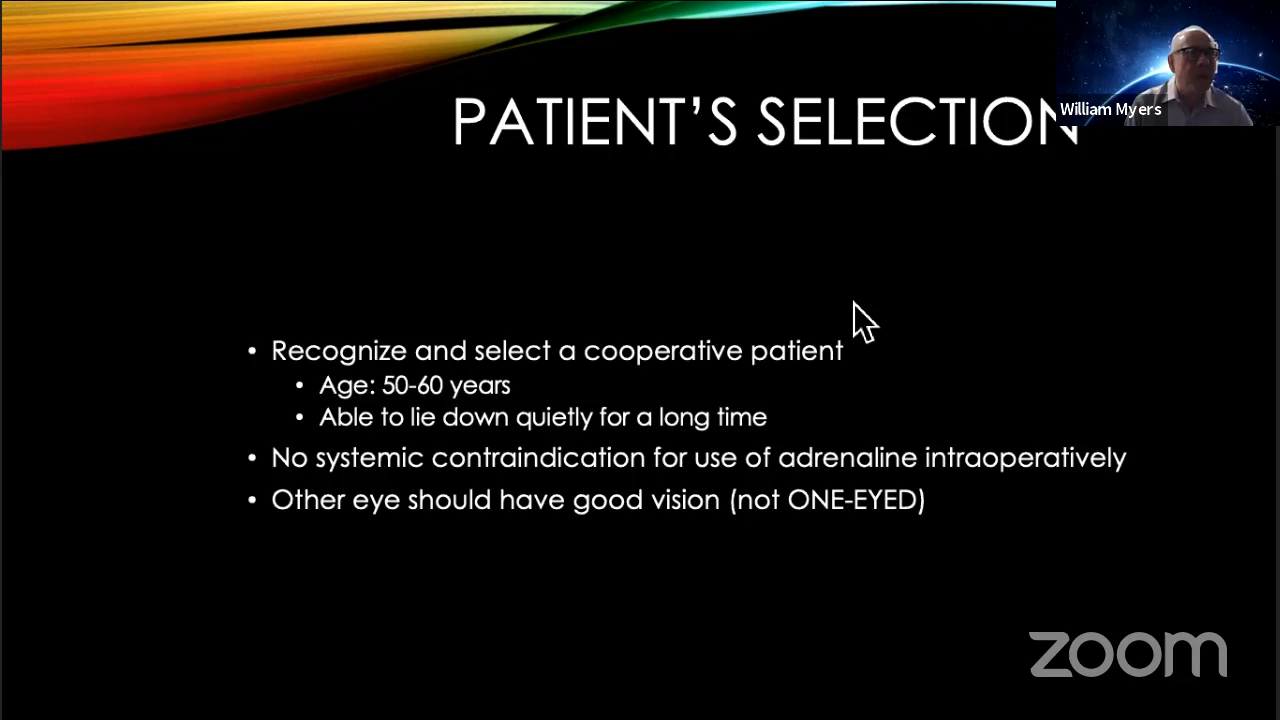 William Myers
PATIENT'S SELECTION
• Recognize and select a cooperative patient
• Age: 50-60 years
• Able to lie down quietly for a long time
• No systemic contraindication for use of adrenaline intraoperatively
• Other eye should have good vision (not ONE-EYED)
zoom